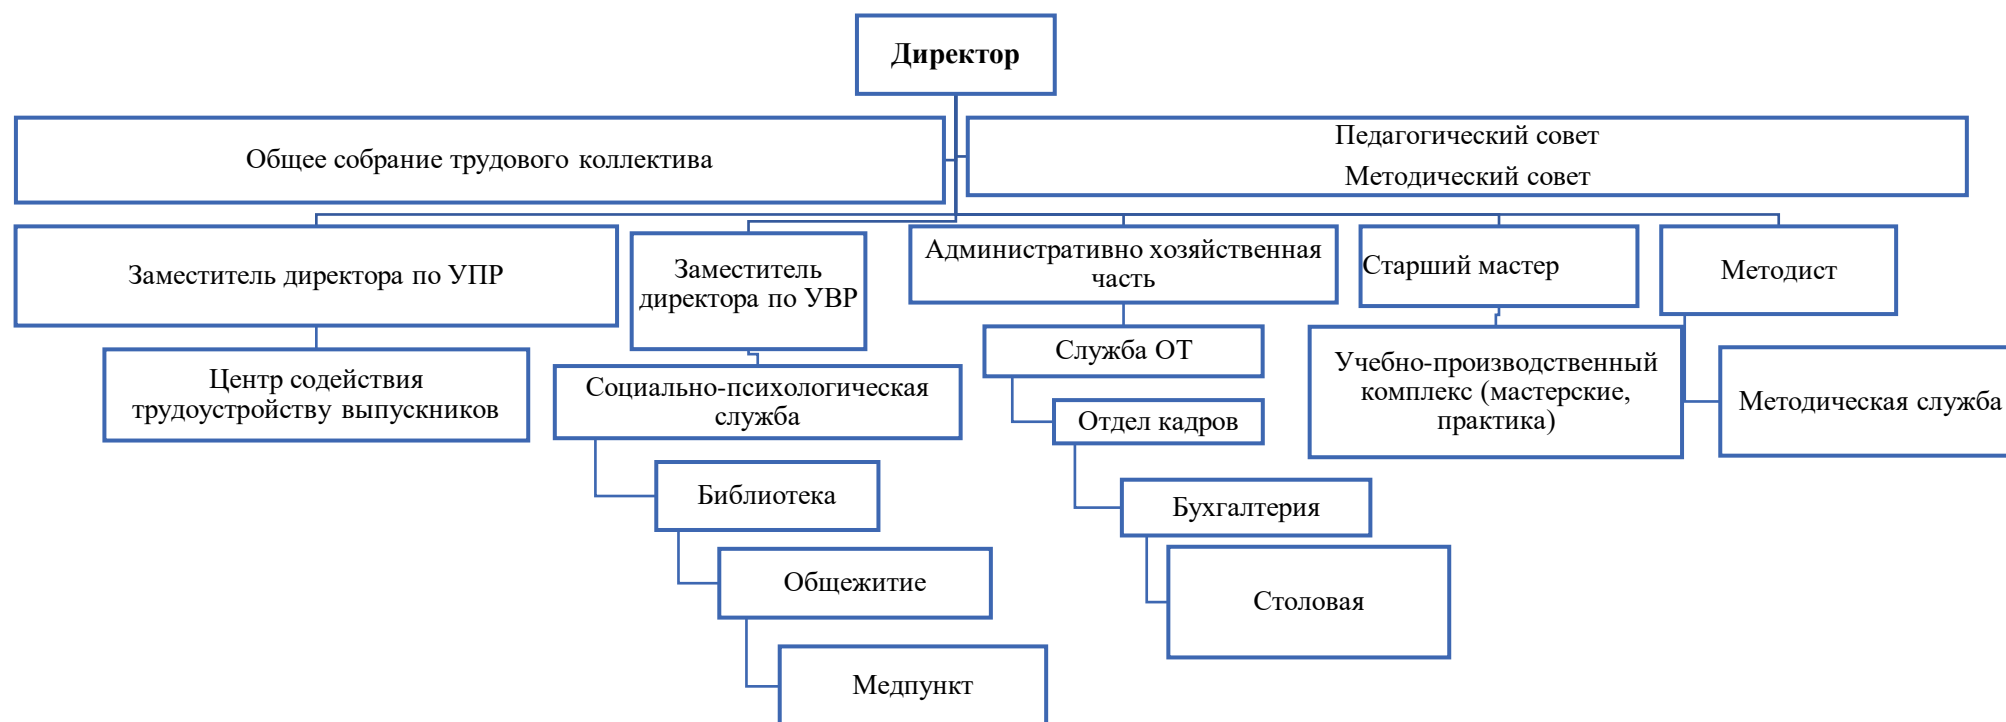 Директор
Общее собрание трудового коллектива
Педагогический совет
Методический совет
Заместитель директора по УПР
Заместитель
директора по УВР
Административно хозяйственная
часть
Старший мастер
Методист
Центр содействия
трудоустройству выпускников
Социально-психологическая
служба
Служба ОТ
Учебно-производственный
комплекс (мастерские,
практика)
Методическая служба
Отдел кадров
Библиотека
Бухгалтерия
Общежитие
Столовая
Медпункт